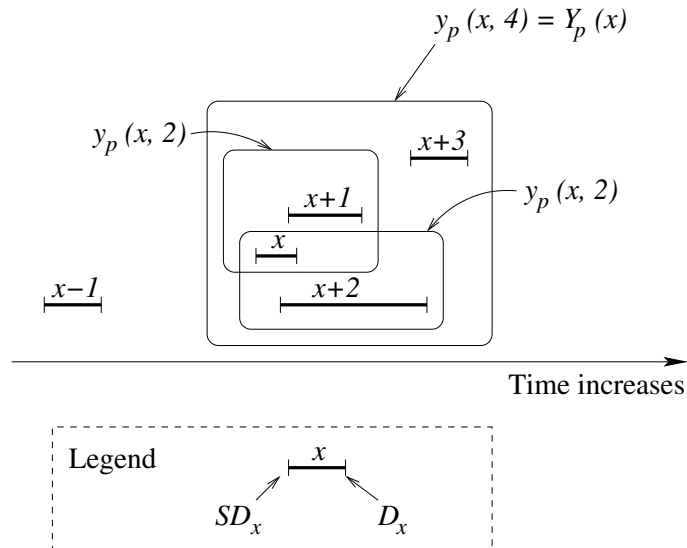 y_p (x, 4) = Y_p (x)
y_p (x, 2)
x+3
x+1
y_p (x, 2)
x
x−1
x+2
Time increases
Legend
x
SD_x
D_x